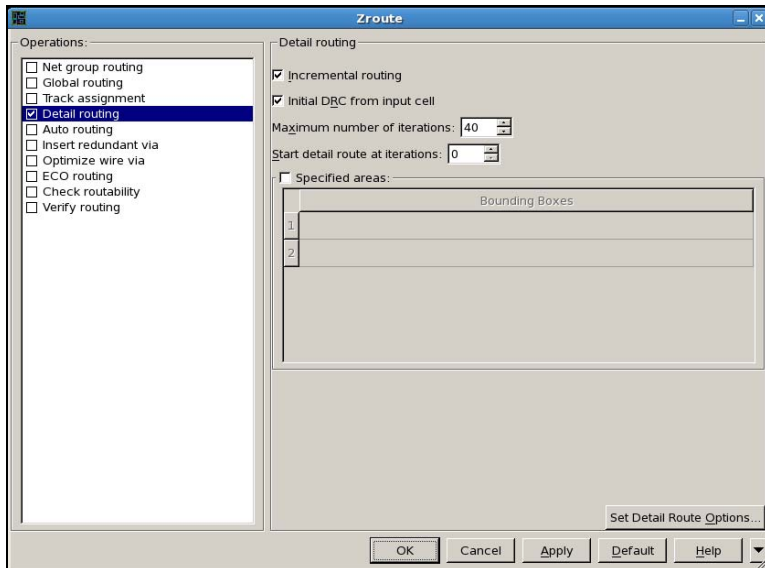 Zroute
Operations:
Net group routing
Global routing
Track assignment
Detail routing
Auto routing
Insert redundant via
Optimize wire via
ECO routing
Check routability
Verify routing
Detail routing
Incremental routing
Initial DRC from input cell
Maximum number of iterations: 40
Start detail route at iterations: 0
Specified areas:
Bounding Boxes
1
2
Set Detail Route Options...
OK Cancel Apply Default Help